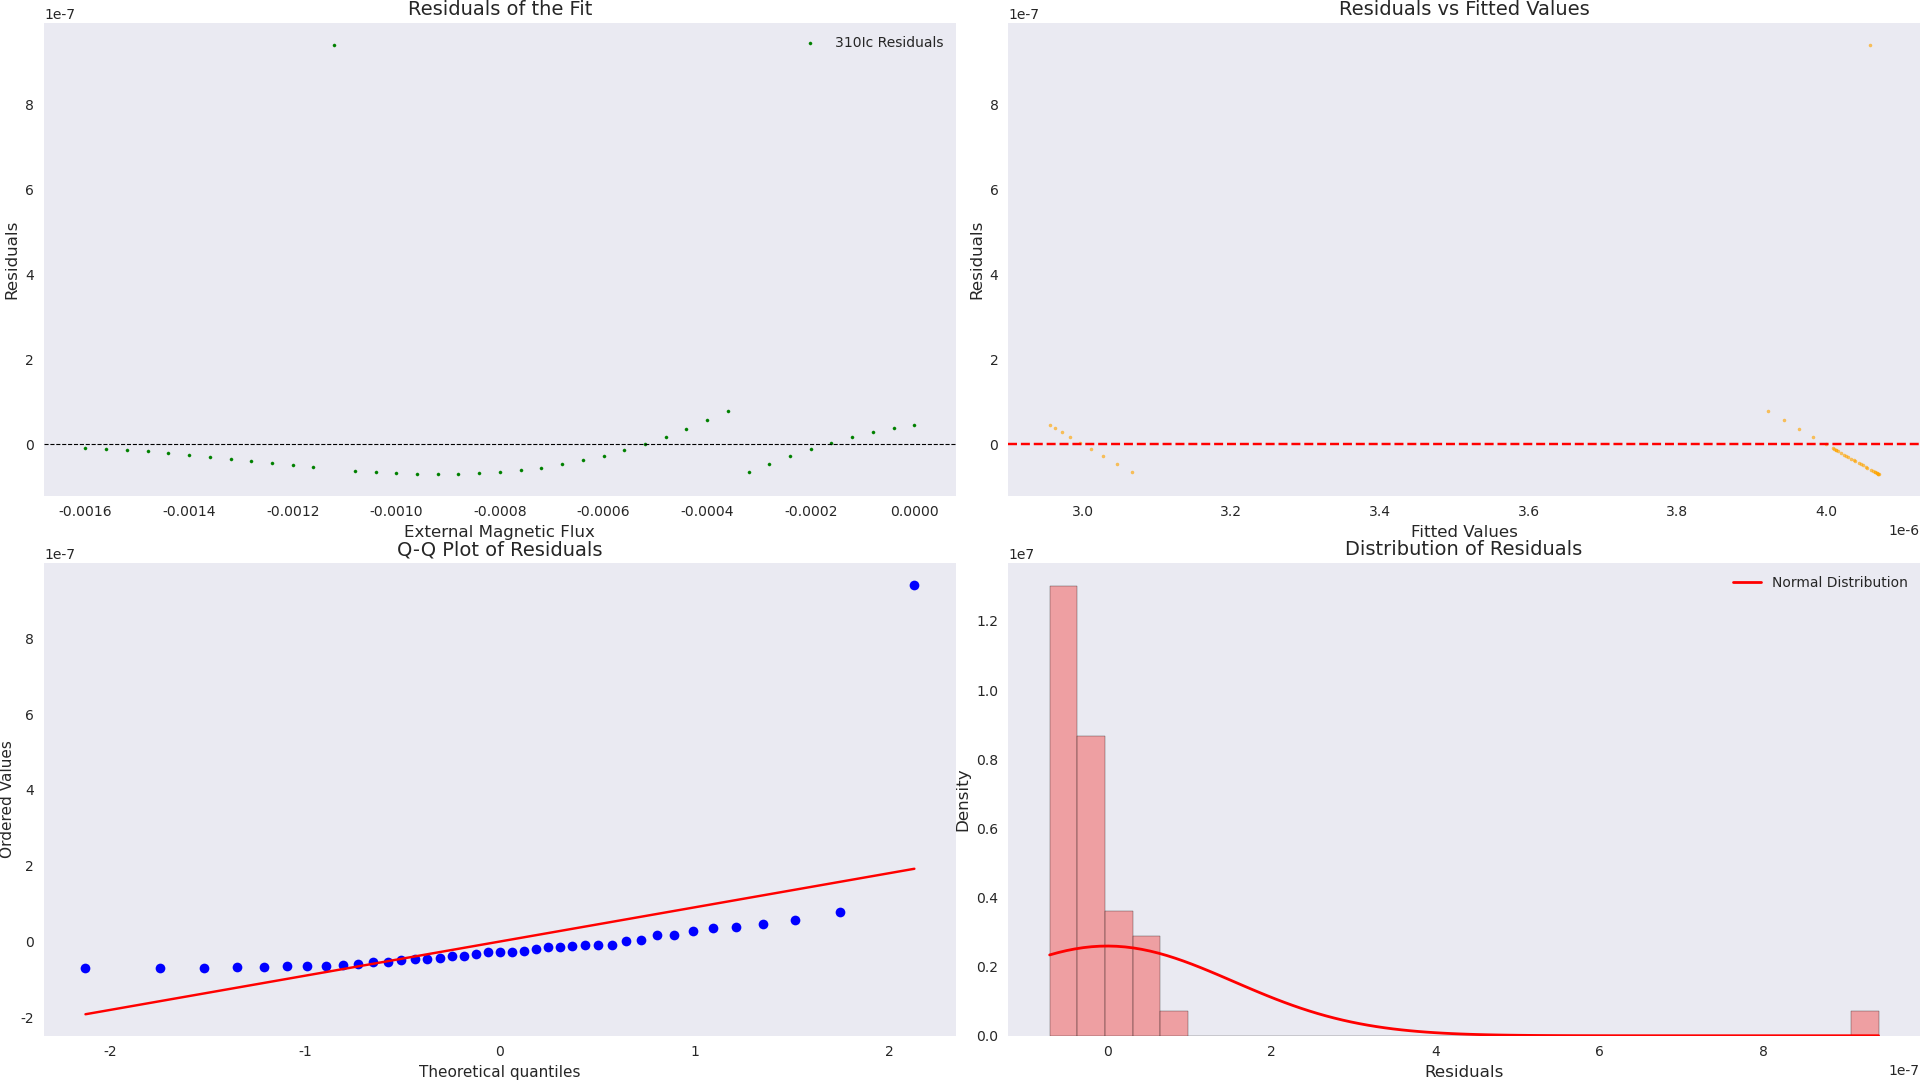 Residuals of the Fit
1e-7
310Ic Residuals
8
6
4
2
0
Residuals
-0.0016 -0.0014 -0.0012 -0.0010 -0.0008 -0.0006 -0.0004 -0.0002 0.0000
External Magnetic Flux
Residuals vs Fitted Values
1e-7
8
6
4
2
0
Residuals
3.0 3.2 3.4 3.6 3.8 4.0
Fitted Values
1e-6
Q-Q Plot of Residuals
1e-7
8
6
4
2
0
-2
Ordered Values
-2 -1 0 1 2
Theoretical quantiles
Distribution of Residuals
1e7
Normal Distribution
1.2
1.0
0.8
0.6
0.4
0.2
0.0
Density
0 2 4 6 8
Residuals
1e-7